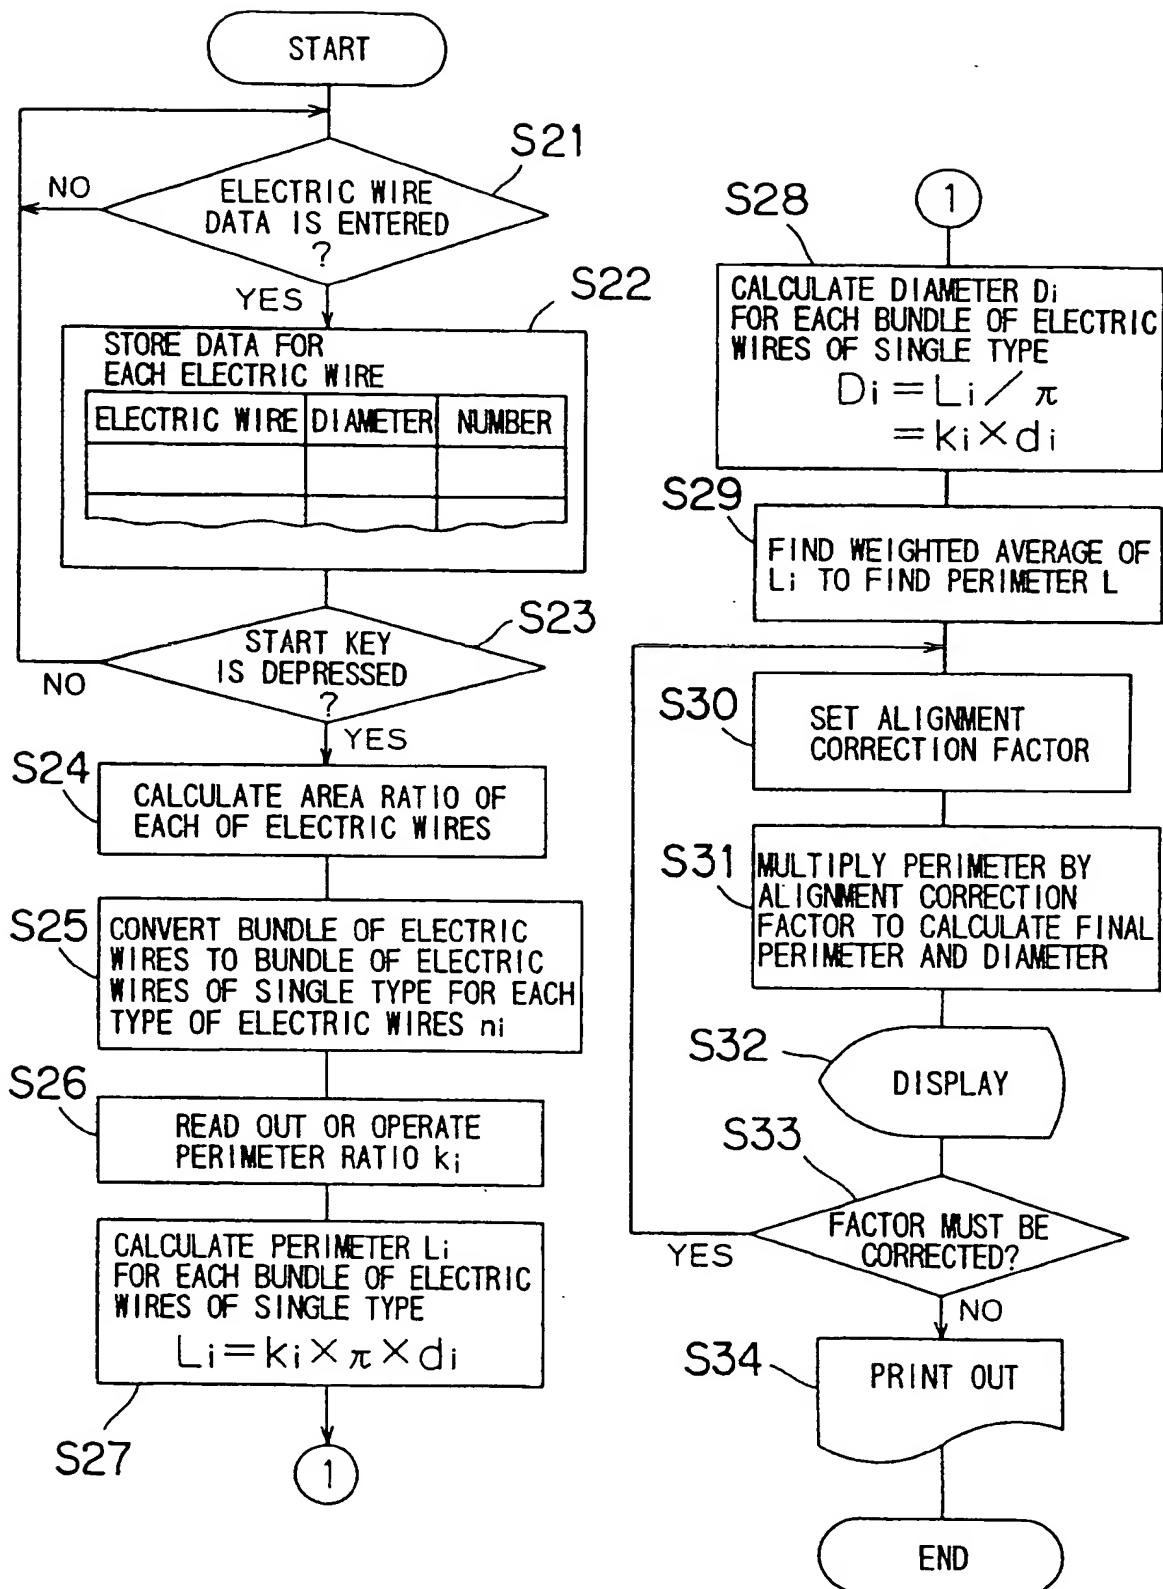 START
S21
ELECTRIC WIRE
DATA IS ENTERED
?
NO
YES
S22
STORE DATA FOR
EACH ELECTRIC WIRE
ELECTRIC WIRE DIAMETER NUMBER
S23
START KEY
IS DEPRESSED
?
NO
YES
S24
CALCULATE AREA RATIO OF
EACH OF ELECTRIC WIRES
S25
CONVERT BUNDLE OF ELECTRIC
WIRES TO BUNDLE OF ELECTRIC
WIRES OF SINGLE TYPE FOR EACH
TYPE OF ELECTRIC WIRES ni
S26
READ OUT OR OPERATE
PERIMETER RATIO ki
CALCULATE PERIMETER Li
FOR EACH BUNDLE OF ELECTRIC
WIRES OF SINGLE TYPE
Li=ki×π×di
S27
1
1
S28
CALCULATE DIAMETER Di
FOR EACH BUNDLE OF ELECTRIC
WIRES OF SINGLE TYPE
Di=Li/π
=ki×di
S29
FIND WEIGHTED AVERAGE OF
Li TO FIND PERIMETER L
S30
SET ALIGNMENT
CORRECTION FACTOR
S31
MULTIPLY PERIMETER BY
ALIGNMENT CORRECTION
FACTOR TO CALCULATE FINAL
PERIMETER AND DIAMETER
S32
DISPLAY
S33
FACTOR MUST BE
CORRECTED?
YES
NO
S34
PRINT OUT
END